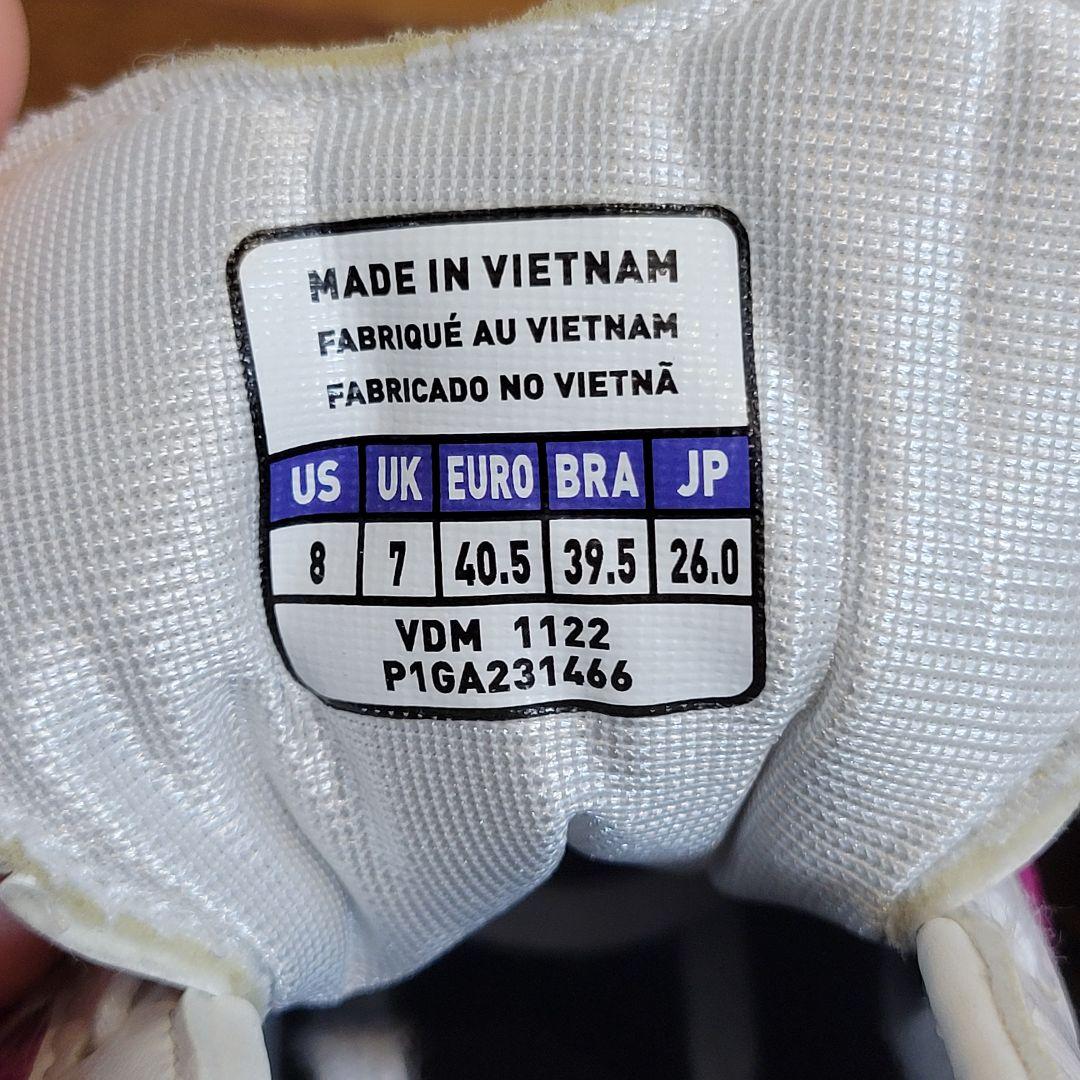 MADE IN VIETNAM
FABRIQUÉ AU VIETNAM
FABRICADO NO VIETNÃ
US UK EURO BRA JP
8 7 40.5 39.5 26.0
VDM 1122
P1GA231466